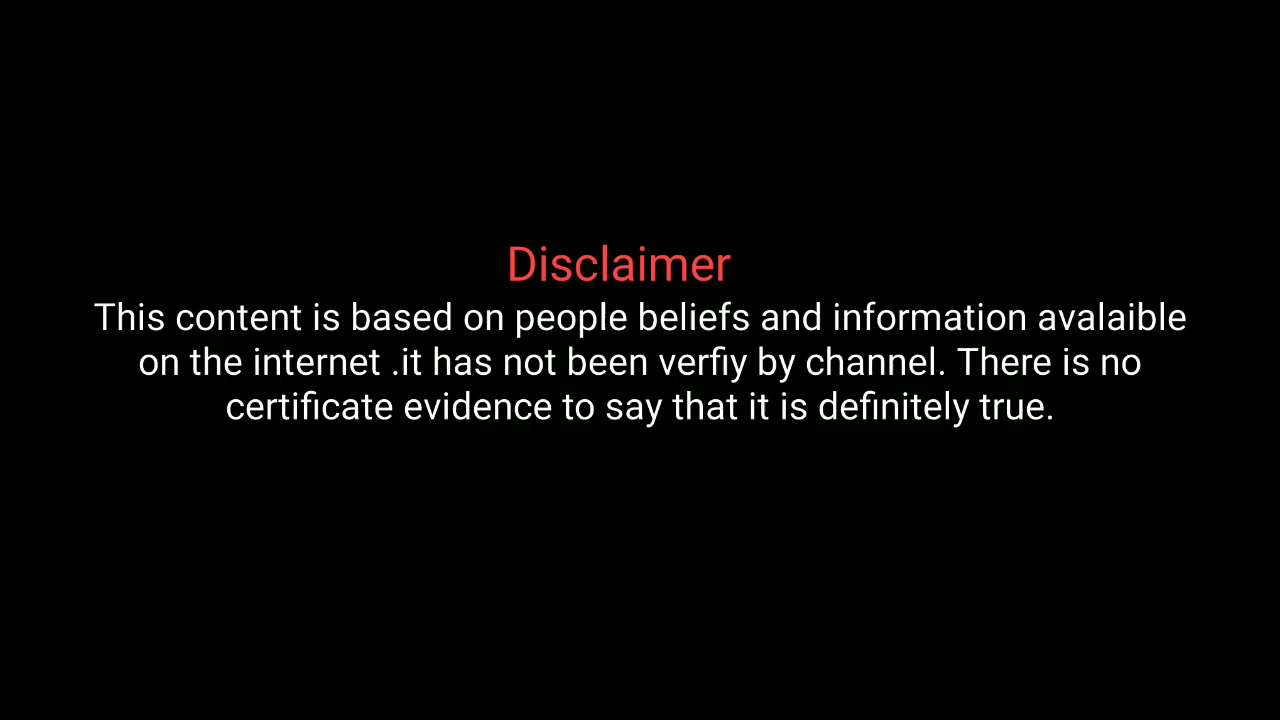 Disclaimer
This content is based on people beliefs and information avalaible
on the internet .it has not been verfiy by channel. There is no
certificate evidence to say that it is definitely true.